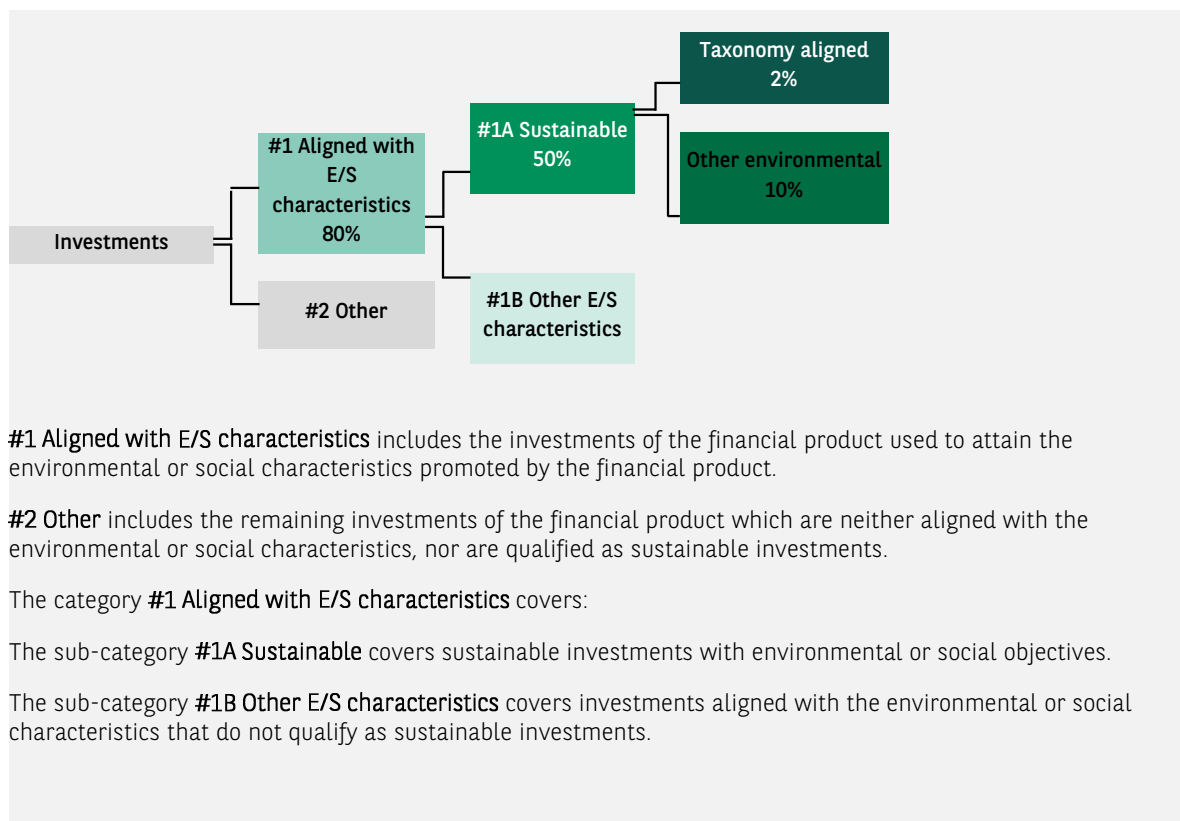 Taxonomy aligned
2%
#1A Sustainable
50%
#1 Aligned with
E/S
characteristics
80%
Other environmental
10%
Investments
#2 Other
#1B Other E/S
characteristics
#1 Aligned with E/S characteristics includes the investments of the financial product used to attain the
environmental or social characteristics promoted by the financial product.
#2 Other includes the remaining investments of the financial product which are neither aligned with the
environmental or social characteristics, nor are qualified as sustainable investments.
The category #1 Aligned with E/S characteristics covers:
The sub-category #1A Sustainable covers sustainable investments with environmental or social objectives.
The sub-category #1B Other E/S characteristics covers investments aligned with the environmental or social
characteristics that do not qualify as sustainable investments.